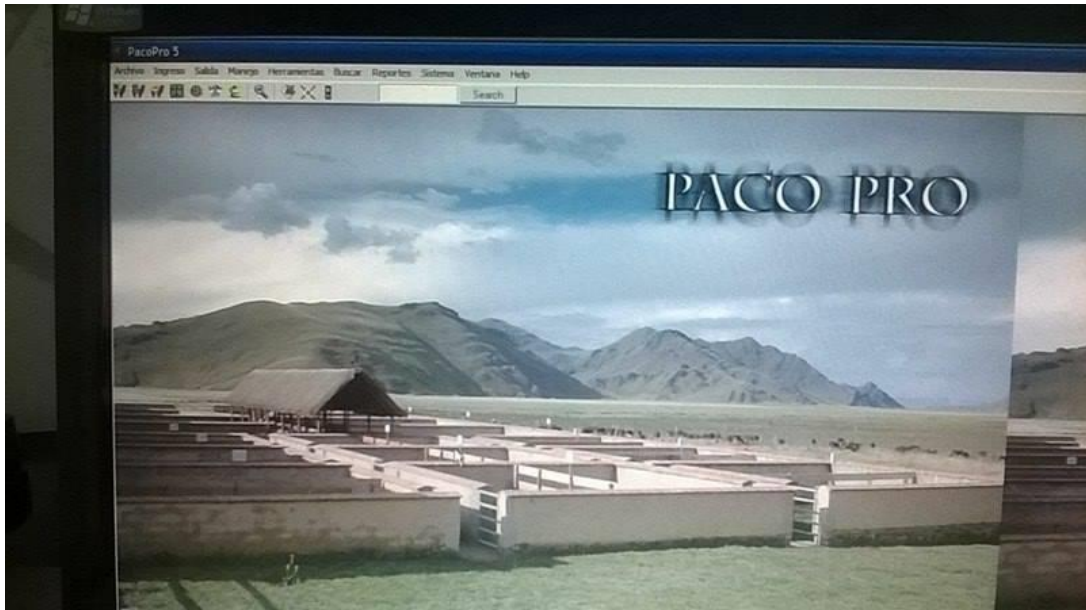 PacoPro 5
Archivo Ingreso Salida Manejo Herramientas Buscar Reportes Sistema Ventana Help
Search
PACO PRO